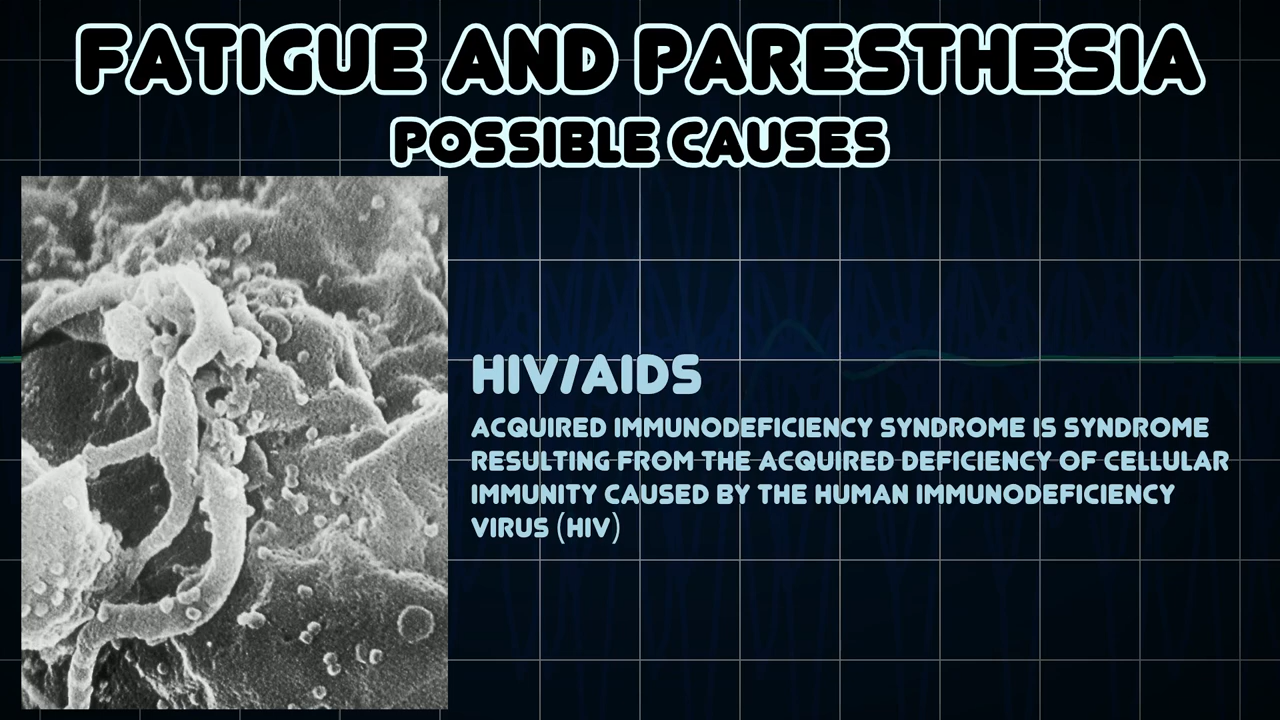 FATIGUE AND PARESTHESIA
POSSIBLE CAUSES
HIV/AIDS
ACQUIRED IMMUNODEFICIENCY SYNDROME IS SYNDROME
RESULTING FROM THE ACQUIRED DEFICIENCY OF CELLULAR
IMMUNITY CAUSED BY THE HUMAN IMMUNODEFICIENCY
VIRUS (HIV)